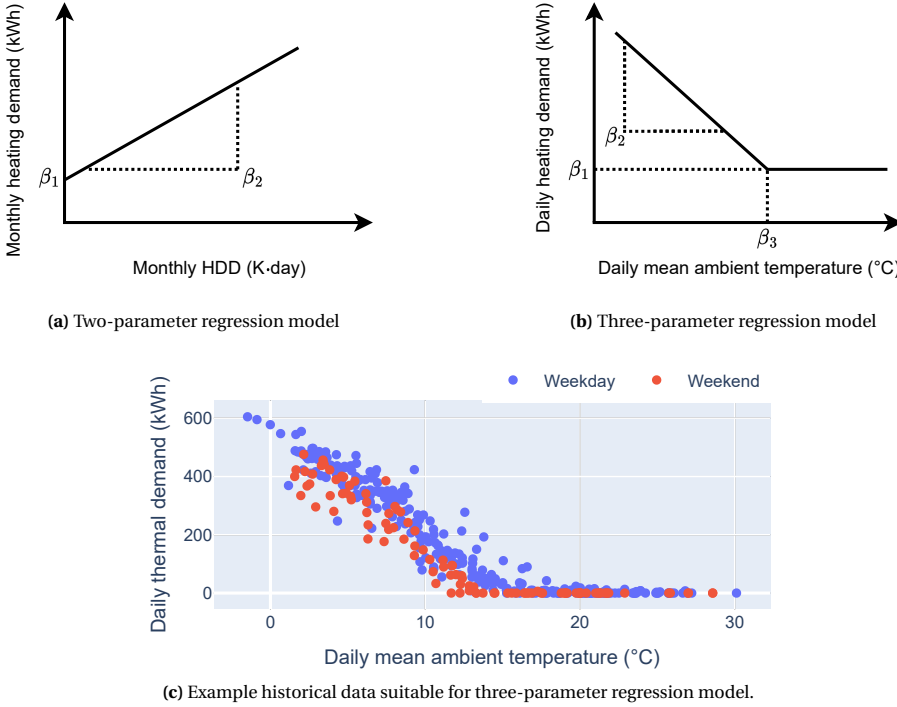 Monthly heating demand (kWh)
β1
β2
Monthly HDD (K·day)
(a) Two-parameter regression model
Daily heating demand (kWh)
β2
β1
β3
Daily mean ambient temperature (°C)
(b) Three-parameter regression model
Weekday
Weekend
Daily thermal demand (kWh)
600
400
200
0
0
10
20
30
Daily mean ambient temperature (°C)
(c) Example historical data suitable for three-parameter regression model.